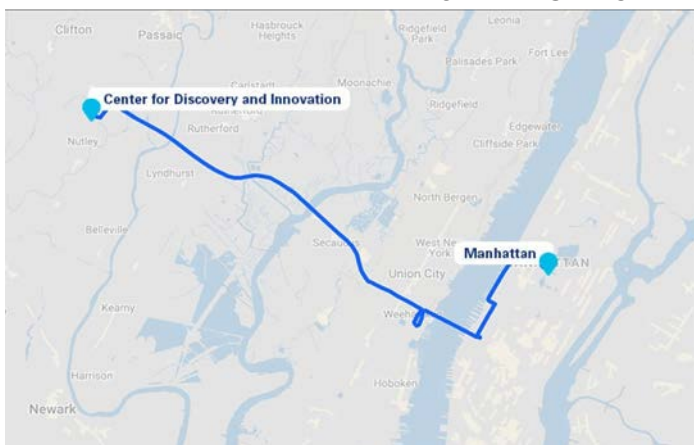 Clifton
Passaic
Hasbrouck
Heights
Ridgefield
Park
Leonia
Fort Lee
Palisades Park
Moonachie
Carlstadt
Center for Discovery and Innovation
Rutherford
Ridgefield
Nutley
Edgewater
Cliffside Park
Lyndhurst
North Bergen
Belleville
Secaucus
West New
York
Manhattan
Union City
Kearny
Hoboken
Harrison
Newark